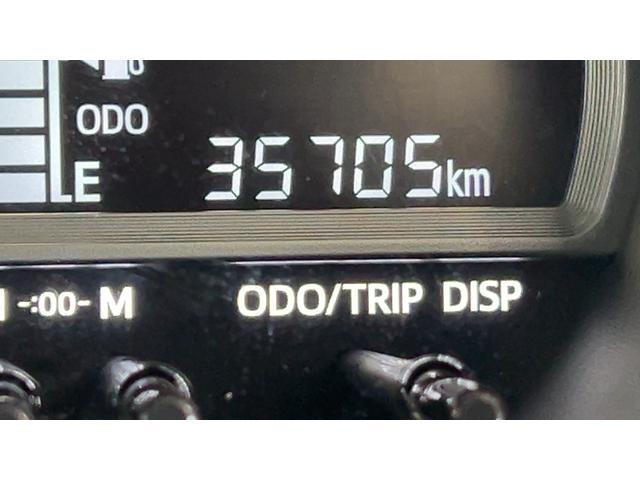 ODO
E 35705km
-:00- M ODO/TRIP DISP